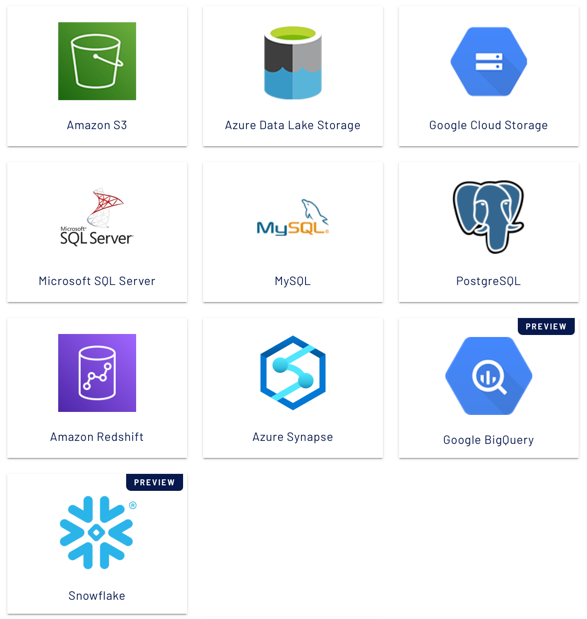 Amazon S3
Azure Data Lake Storage
Google Cloud Storage
Microsoft®
SQL Server®
Microsoft SQL Server
MySQL®
MySQL
PostgreSQL
Amazon Redshift
Azure Synapse
PREVIEW
Google BigQuery
PREVIEW
®
Snowflake